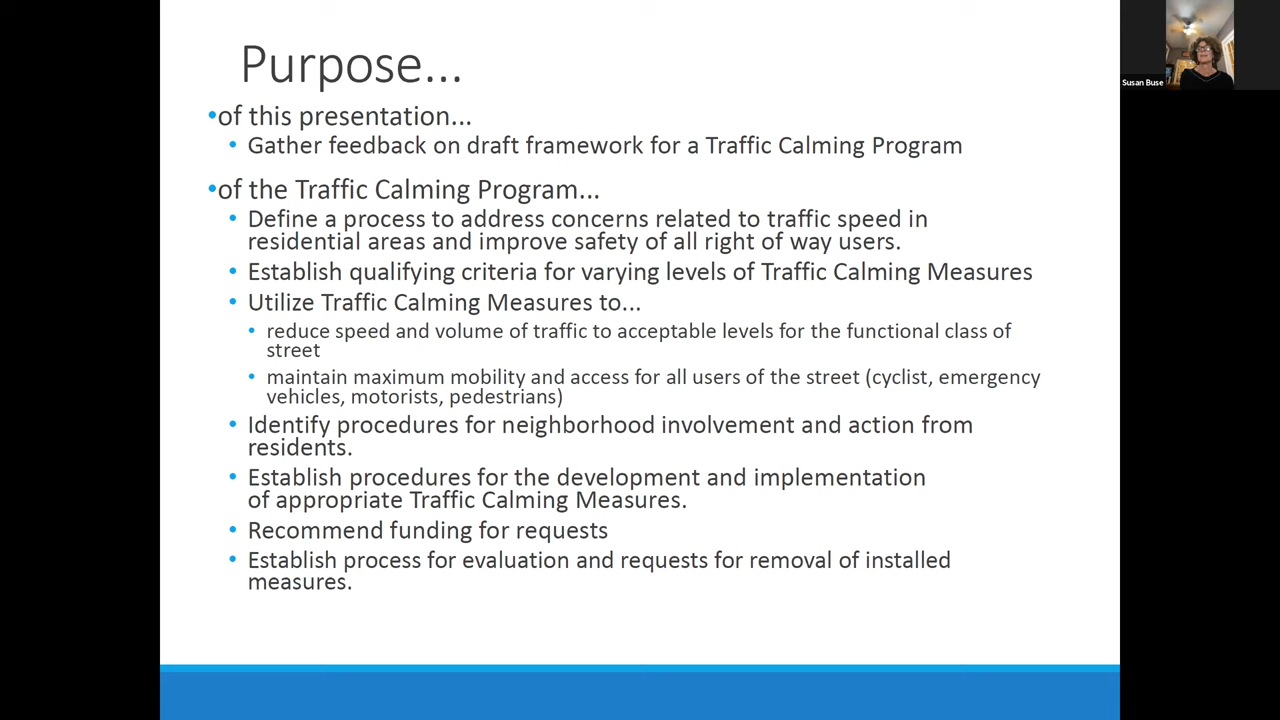 Purpose...
•of this presentation...
• Gather feedback on draft framework for a Traffic Calming Program
•of the Traffic Calming Program...
• Define a process to address concerns related to traffic speed in
residential areas and improve safety of all right of way users.
• Establish qualifying criteria for varying levels of Traffic Calming Measures
• Utilize Traffic Calming Measures to...
• reduce speed and volume of traffic to acceptable levels for the functional class of
street
• maintain maximum mobility and access for all users of the street (cyclist, emergency
vehicles, motorists, pedestrians)
• Identify procedures for neighborhood involvement and action from
residents.
• Establish procedures for the development and implementation
of appropriate Traffic Calming Measures.
• Recommend funding for requests
• Establish process for evaluation and requests for removal of installed
measures.
Susan Buse